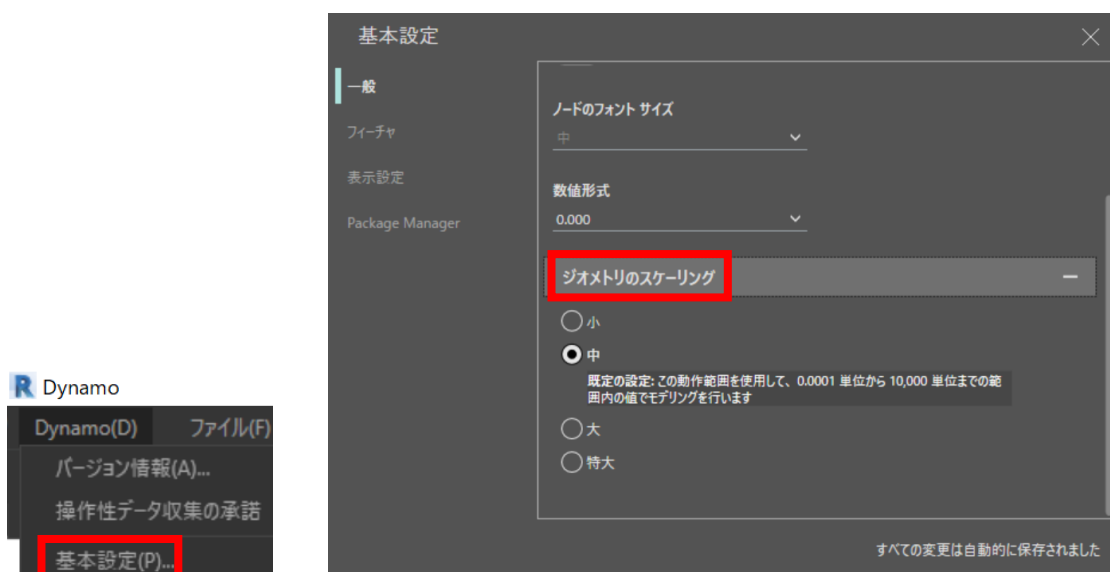 Dynamo
Dynamo(D)
ファイル(F)
バージョン情報(A)...
操作性データ収集の承諾
基本設定(P)...
基本設定
一般
フィーチャ
表示設定
Package Manager
ノードのフォント サイズ
中
数値形式
0.000
ジオメトリのスケーリング
小
中
既定の設定: この動作範囲を使用して、0.0001 単位から 10,000 単位までの範
囲内の値でモデリングを行います
大
特大
すべての変更は自動的に保存されました